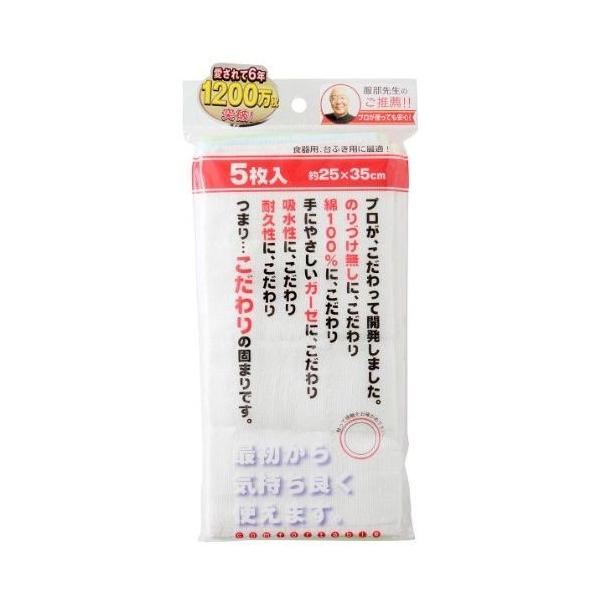 愛されて6年
1200万枚
突破!
服部先生の
ご推薦!!
プロが使っても安心!
食器用、台ふき用に最適!
5枚入 約25×35cm
プロが、こだわって開発しました。
のりづけ無しに、こだわり
綿100%に、こだわり
手にやさしいガーゼに、こだわり
吸水性に、こだわり
耐久性に、こだわり
つまり…こだわりの固まりです。
最初から
気持ち良く
使えます。
comfortable